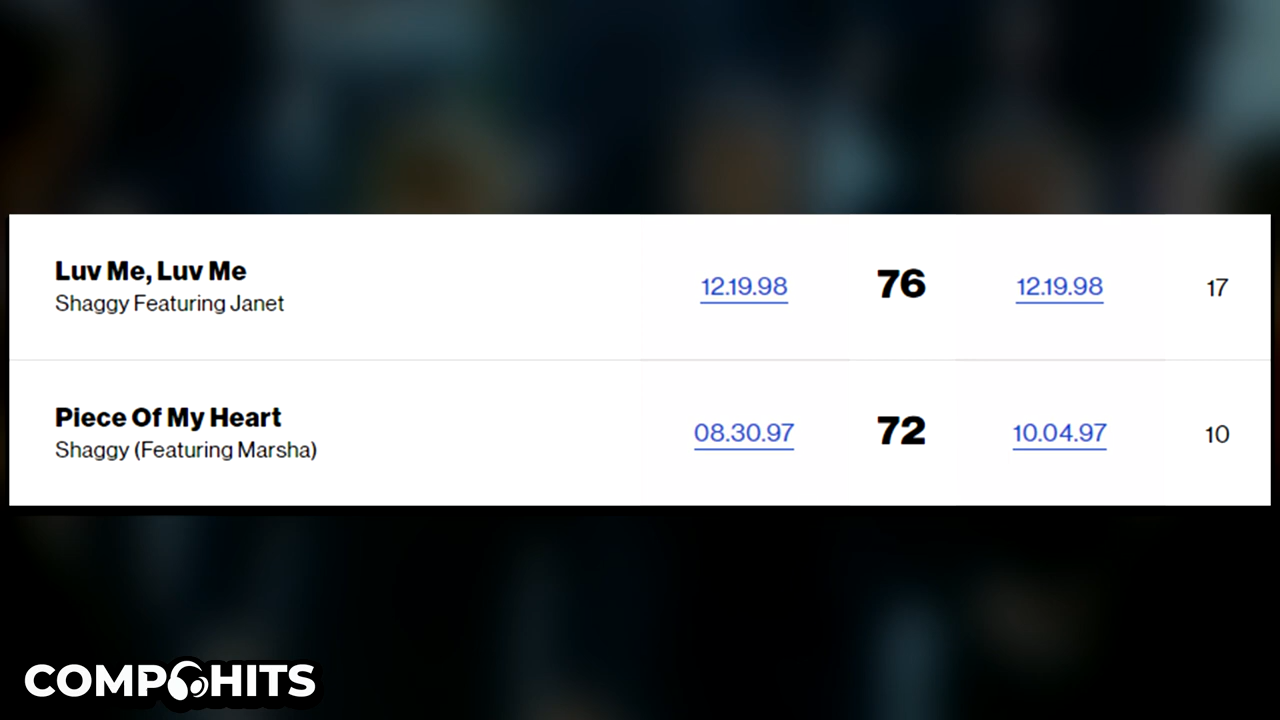 Luv Me, Luv Me
Shaggy Featuring Janet
12.19.98
76
12.19.98
17
Piece Of My Heart
Shaggy (Featuring Marsha)
08.30.97
72
10.04.97
10
COMPOHITS